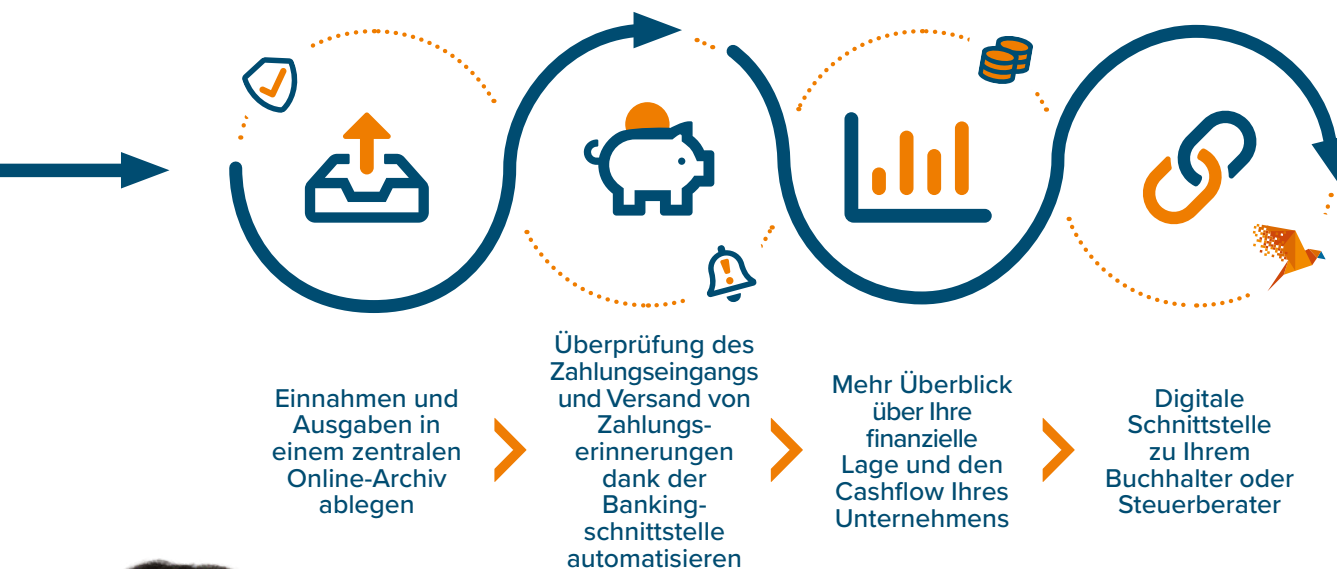 Einnahmen und
Ausgaben in
einem zentralen
Online-Archiv
ablegen
Überprüfung des
Zahlungseingangs
und Versand von
Zahlungs-
erinnerungen
dank der
Banking-
schnittstelle
automatisieren
Mehr Überblick
über Ihre
finanzielle
Lage und den
Cashflow Ihres
Unternehmens
Digitale
Schnittstelle
zu Ihrem
Buchhalter oder
Steuerberater